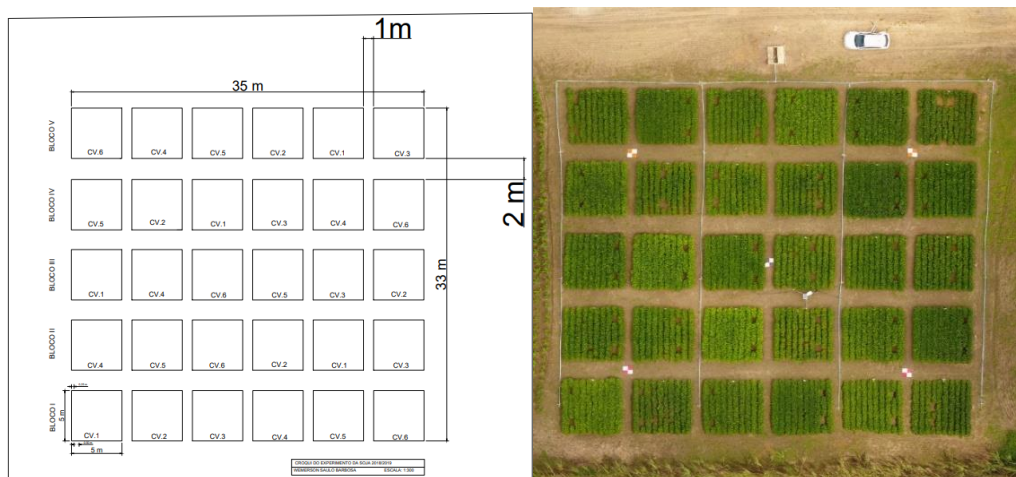 1m
35 m
BLOCO V
CV.6 CV.4 CV.5 CV.2 CV.1 CV.3
2 m
BLOCO IV
CV.5 CV.2 CV.1 CV.3 CV.4 CV.6
33 m
BLOCO III
CV.1 CV.4 CV.6 CV.5 CV.3 CV.2
BLOCO II
CV.4 CV.5 CV.6 CV.2 CV.1 CV.3
BLOCO I
5 m
CV.1 CV.2 CV.3 CV.4 CV.5 CV.6
5 m
CROQUI DO EXPERIMENTO DA SOJA 2018/2019
WEMERSON SAULO BARBOSA ESCALA: 1:300